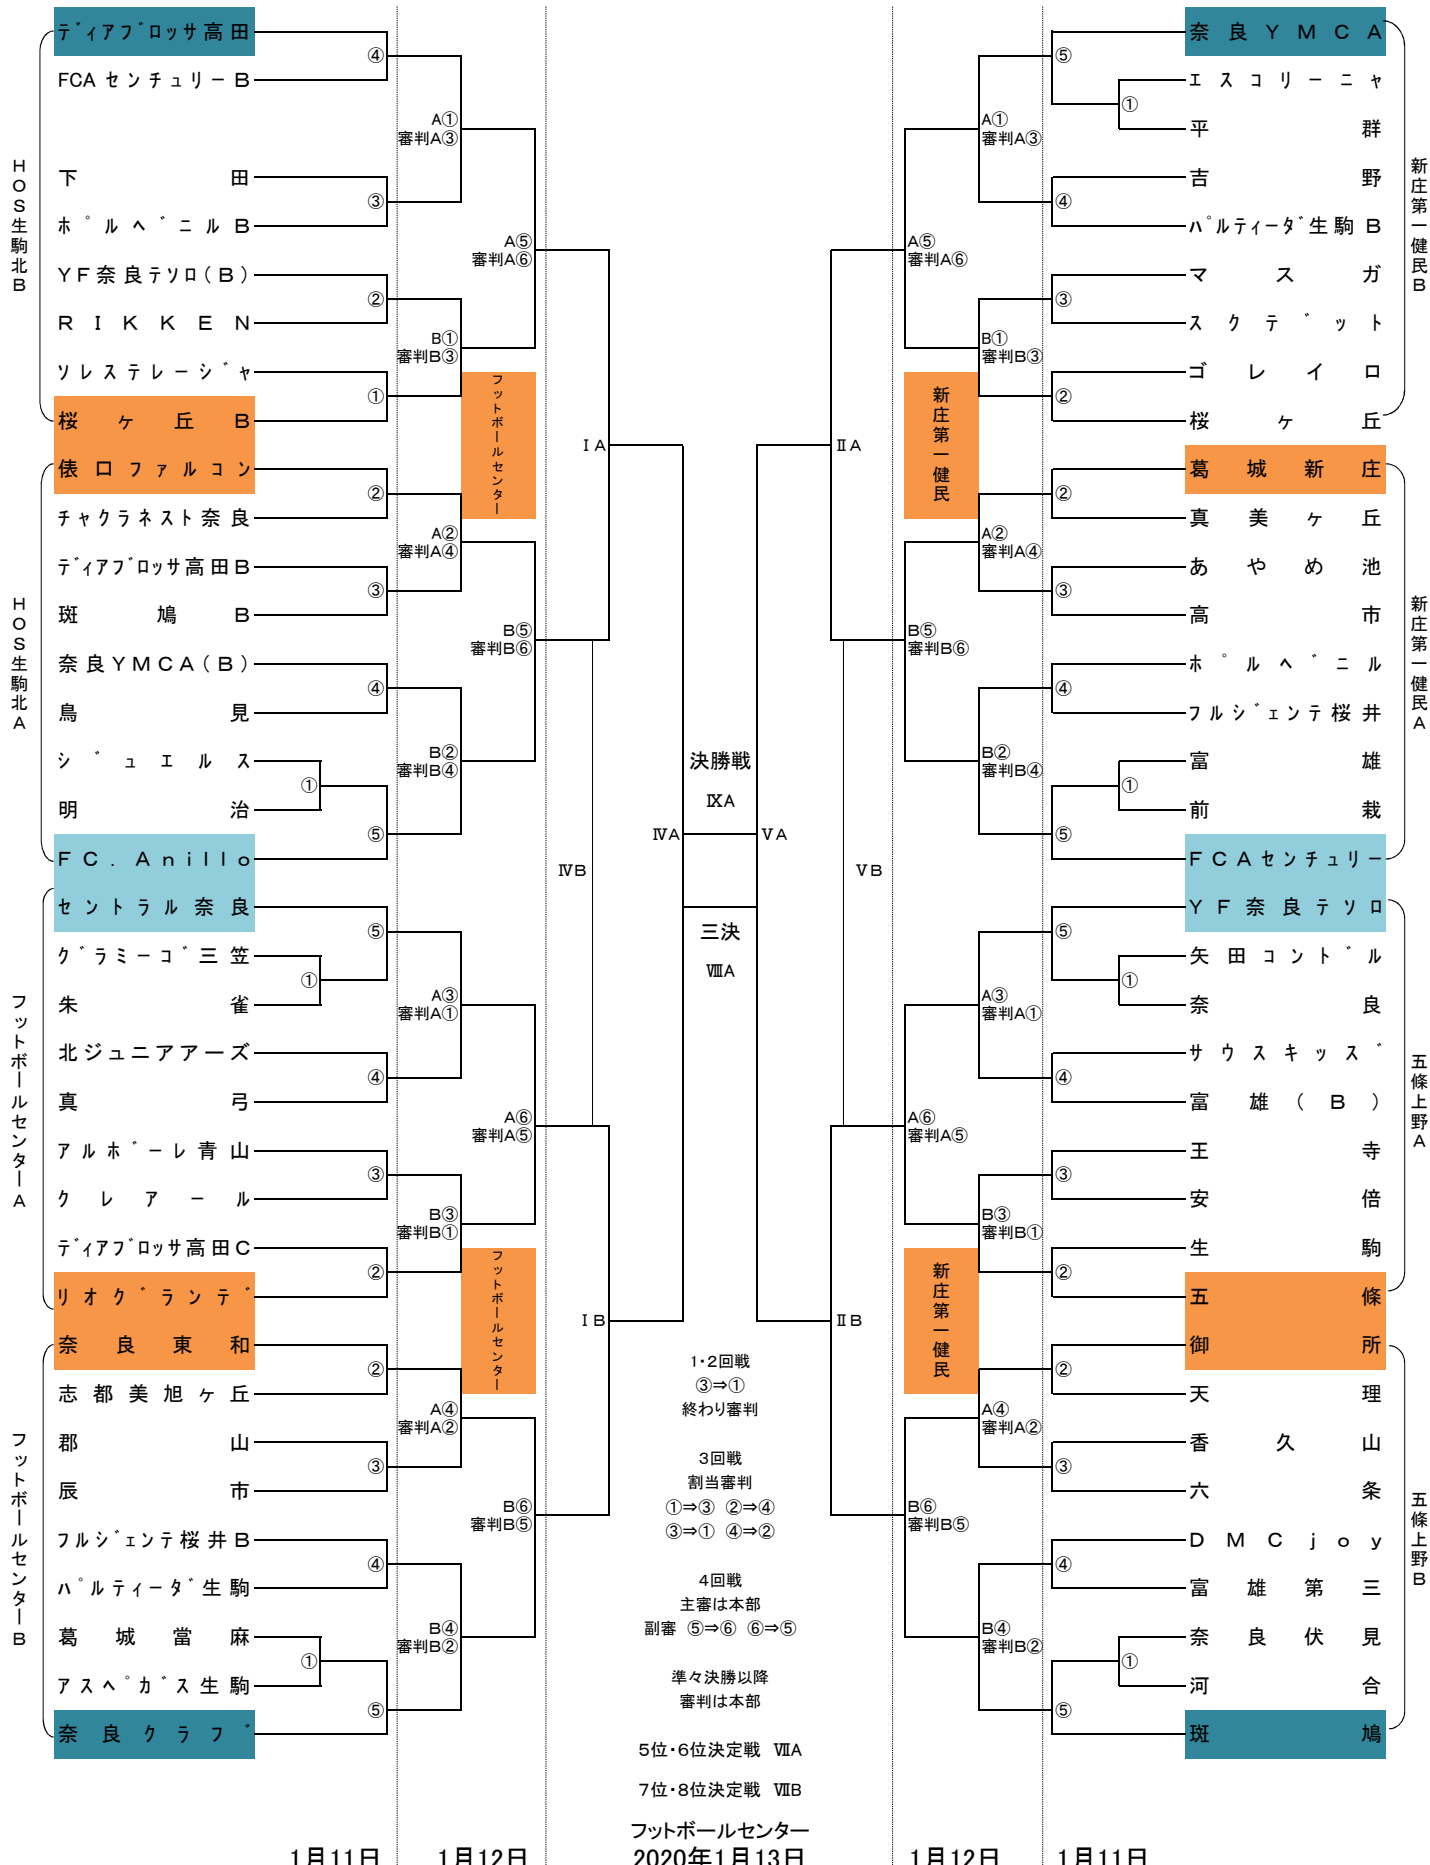 HOS生駒北B
ディアブロッサ高田
FCAセンチュリーB
下田
ポルベニルB
YF奈良テソロ(B)
RIKKEN
ソレステレージャ
桜ヶ丘B
④
③
②
①
HOS生駒北A
俵口ファルコン
チャクラネスト奈良
ディアブロッサ高田B
斑鳩B
奈良YMCA(B)
鳥見
ジュエルス
明治
FC.Anillo
②
③
④
①
⑤
フットボールセンターA
セントラル奈良
グラミーゴ三笠
朱雀
北ジュニアアーズ
真弓
アルボーレ青山
クレアール
ディアブロッサ高田C
リオグランデ
⑤
①
④
③
②
フットボールセンターB
奈良東和
志都美旭ヶ丘
郡山
辰市
フルジェンテ桜井B
パルティーダ生駒
葛城當麻
アスペガス生駒
奈良クラブ
②
③
④
①
⑤
A①
審判A③
B①
審判B③
フットボールセンター
A②
審判A④
B②
審判B④
A③
審判A①
B③
審判B①
フットボールセンター
A④
審判A②
B④
審判B②
A⑤
審判A⑥
B⑤
審判B⑥
A⑥
審判A⑤
B⑥
審判B⑤
ⅠA
ⅣB
ⅠB
ⅣA
決勝戦
ⅨA
三決
ⅧA
ⅤA
ⅡA
ⅤB
ⅡB
1・2回戦
③⇒①
終わり審判
3回戦
割当審判
①⇒③ ②⇒④
③⇒① ④⇒②
4回戦
主審は本部
副審 ⑤⇒⑥ ⑥⇒⑤
準々決勝以降
審判は本部
5位・6位決定戦 ⅦA
7位・8位決定戦 ⅦB
フットボールセンター
A⑤
審判A⑥
B⑤
審判B⑥
A⑥
審判A⑤
B⑥
審判B⑤
A①
審判A③
B①
審判B③
新庄第一健民
A②
審判A④
B②
審判B④
A③
審判A①
B③
審判B①
新庄第一健民
A④
審判A②
B④
審判B②
新庄第一健民B
奈良YMCA
エスコリーニャ
平群
吉野
パルティーダ生駒B
マスガ
スクデット
ゴレイロ
桜ヶ丘
⑤
①
④
③
②
新庄第一健民A
葛城新庄
真美ヶ丘
あやめ池
高市
ポルベニル
フルジェンテ桜井
富雄
前栽
FCAセンチュリー
②
③
④
①
⑤
五條上野A
YF奈良テソロ
矢田コンドル
奈良
サウスキッズ
富雄(B)
王寺
安倍
生駒
五條
⑤
①
④
③
②
五條上野B
御所
天理
香久山
六条
DMCjoy
富雄第三
奈良伏見
河合
斑鳩
②
③
④
①
⑤
1月11日
1月12日
2020年1月13日
1月12日
1月11日